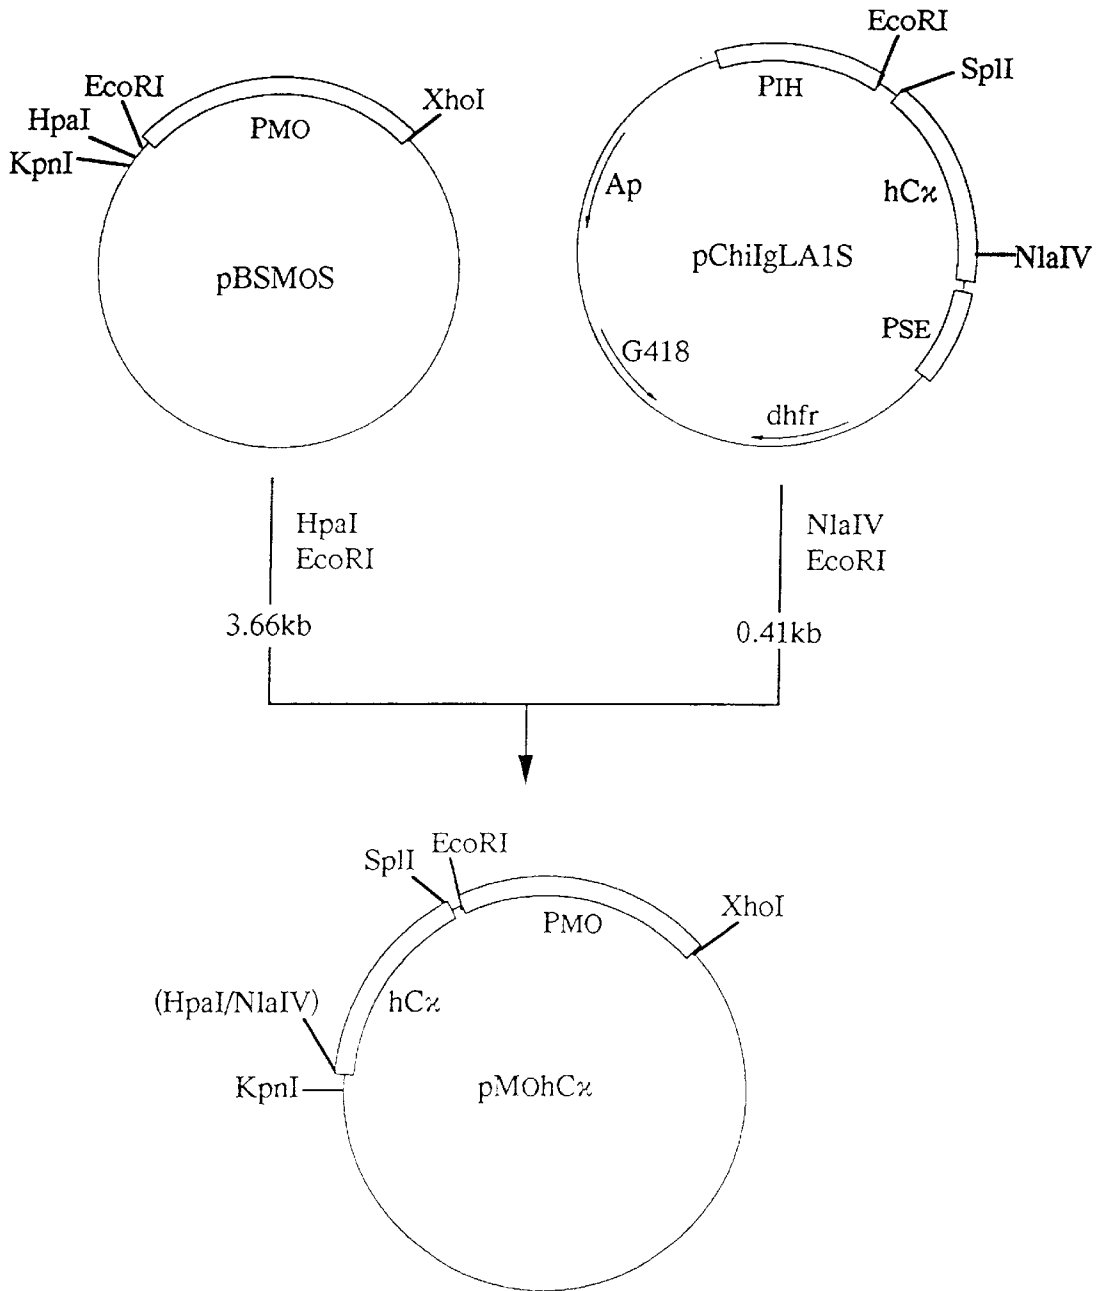 EcoRI
SplI
PIH
EcoRI
XhoI
HpaI
PMO
KpnI
Ap
hCϰ
pBSMOS
pChiIgLA1S
NlaIV
PSE
G418
dhfr
HpaI
EcoRI
NlaIV
EcoRI
3.66kb
0.41kb
SplI
EcoRI
XhoI
PMO
(HpaI/NlaIV)
hCϰ
KpnI
pMOhCϰ